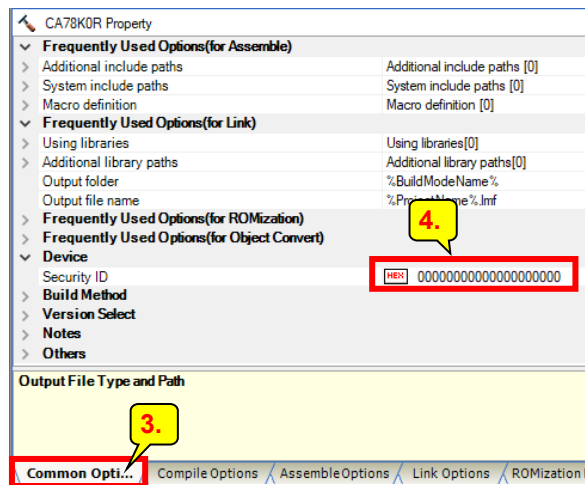 CA78K0R Property
Frequently Used Options(for Assemble)
Additional include paths Additional include paths [0]
System include paths System include paths [0]
Macro definition Macro definition [0]
Frequently Used Options(for Link)
Using libraries Using libraries[0]
Additional library paths Additional library paths[0]
Output folder %BuildModeName%
Output file name %ProjectName%.lmf
Frequently Used Options(for ROMization)
Frequently Used Options(for Object Convert)
4.
Device
Security ID HEX 00000000000000000000
Build Method
Version Select
Notes
Others
Output File Type and Path
3.
Common Opti... Compile Options Assemble Options Link Options ROMization